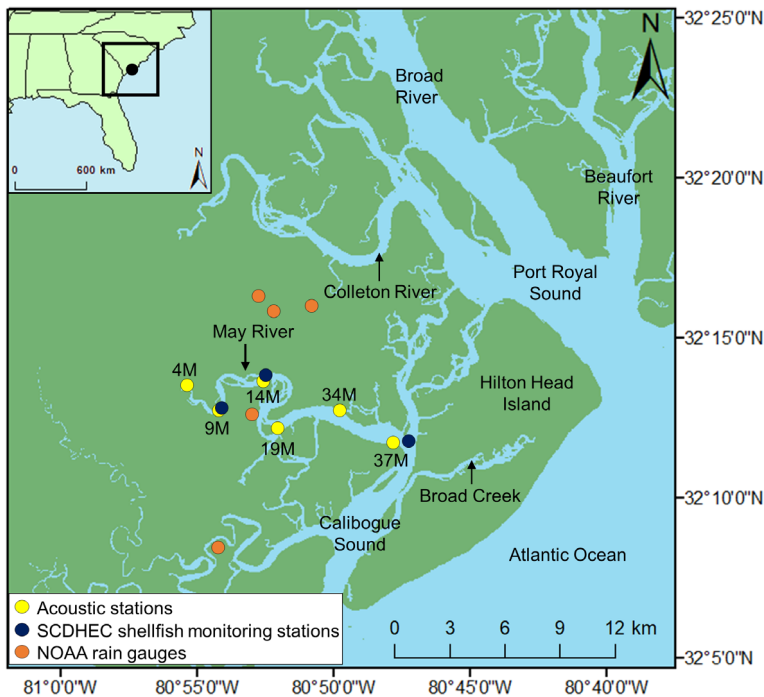 N
0 600 km
N
Broad
River
Beaufort
River
Port Royal
Sound
Colleton River
May River
4M
14M
34M
9M
19M
37M
Hilton Head
Island
Broad Creek
Calibogue
Sound
Atlantic Ocean
Acoustic stations
SCDHEC shellfish monitoring stations
NOAA rain gauges
0 3 6 9 12 km
32°25'0"N
32°20'0"N
32°15'0"N
32°10'0"N
32°5'0"N
81°0'0"W 80°55'0"W 80°50'0"W 80°45'0"W 80°40'0"W